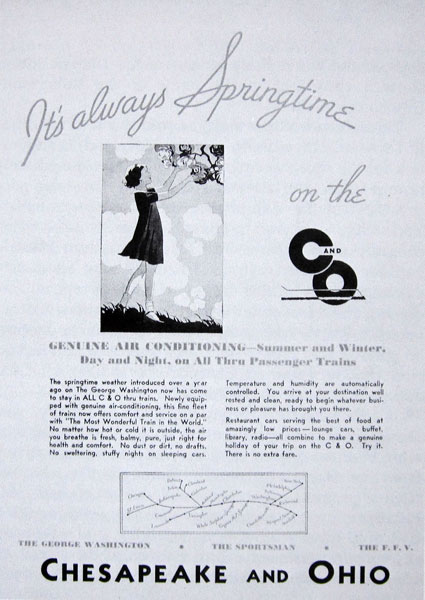 It's always Springtime
on the
C AND O
GENUINE AIR CONDITIONING—Summer and Winter,
Day and Night, on All Thru Passenger Trains
The springtime weather introduced over a year
ago on The George Washington now has come
to stay in ALL C & O thru trains. Newly equip-
ped with genuine air-conditioning, this fine fleet
of trains now offers comfort and service on a par
with "The Most Wonderful Train in the World."
No matter how hot or cold it is outside, the air
you breathe is fresh, balmy, pure, just right for
health and comfort. No dust or dirt, no drafts.
No sweltering, stuffy nights on sleeping cars.
Temperature and humidity are automatically
controlled. You arrive at your destination well
rested and clean, ready to begin whatever busi-
ness or pleasure has brought you there.
Restaurant cars serving the best of food at
amazingly low prices—lounge cars, buffet,
library, radio—all combine to make a genuine
holiday of your trip on the C & O. Try it.
There is no extra fare.
THE GEORGE WASHINGTON • THE SPORTSMAN • THE F. F. V.
CHESAPEAKE AND OHIO